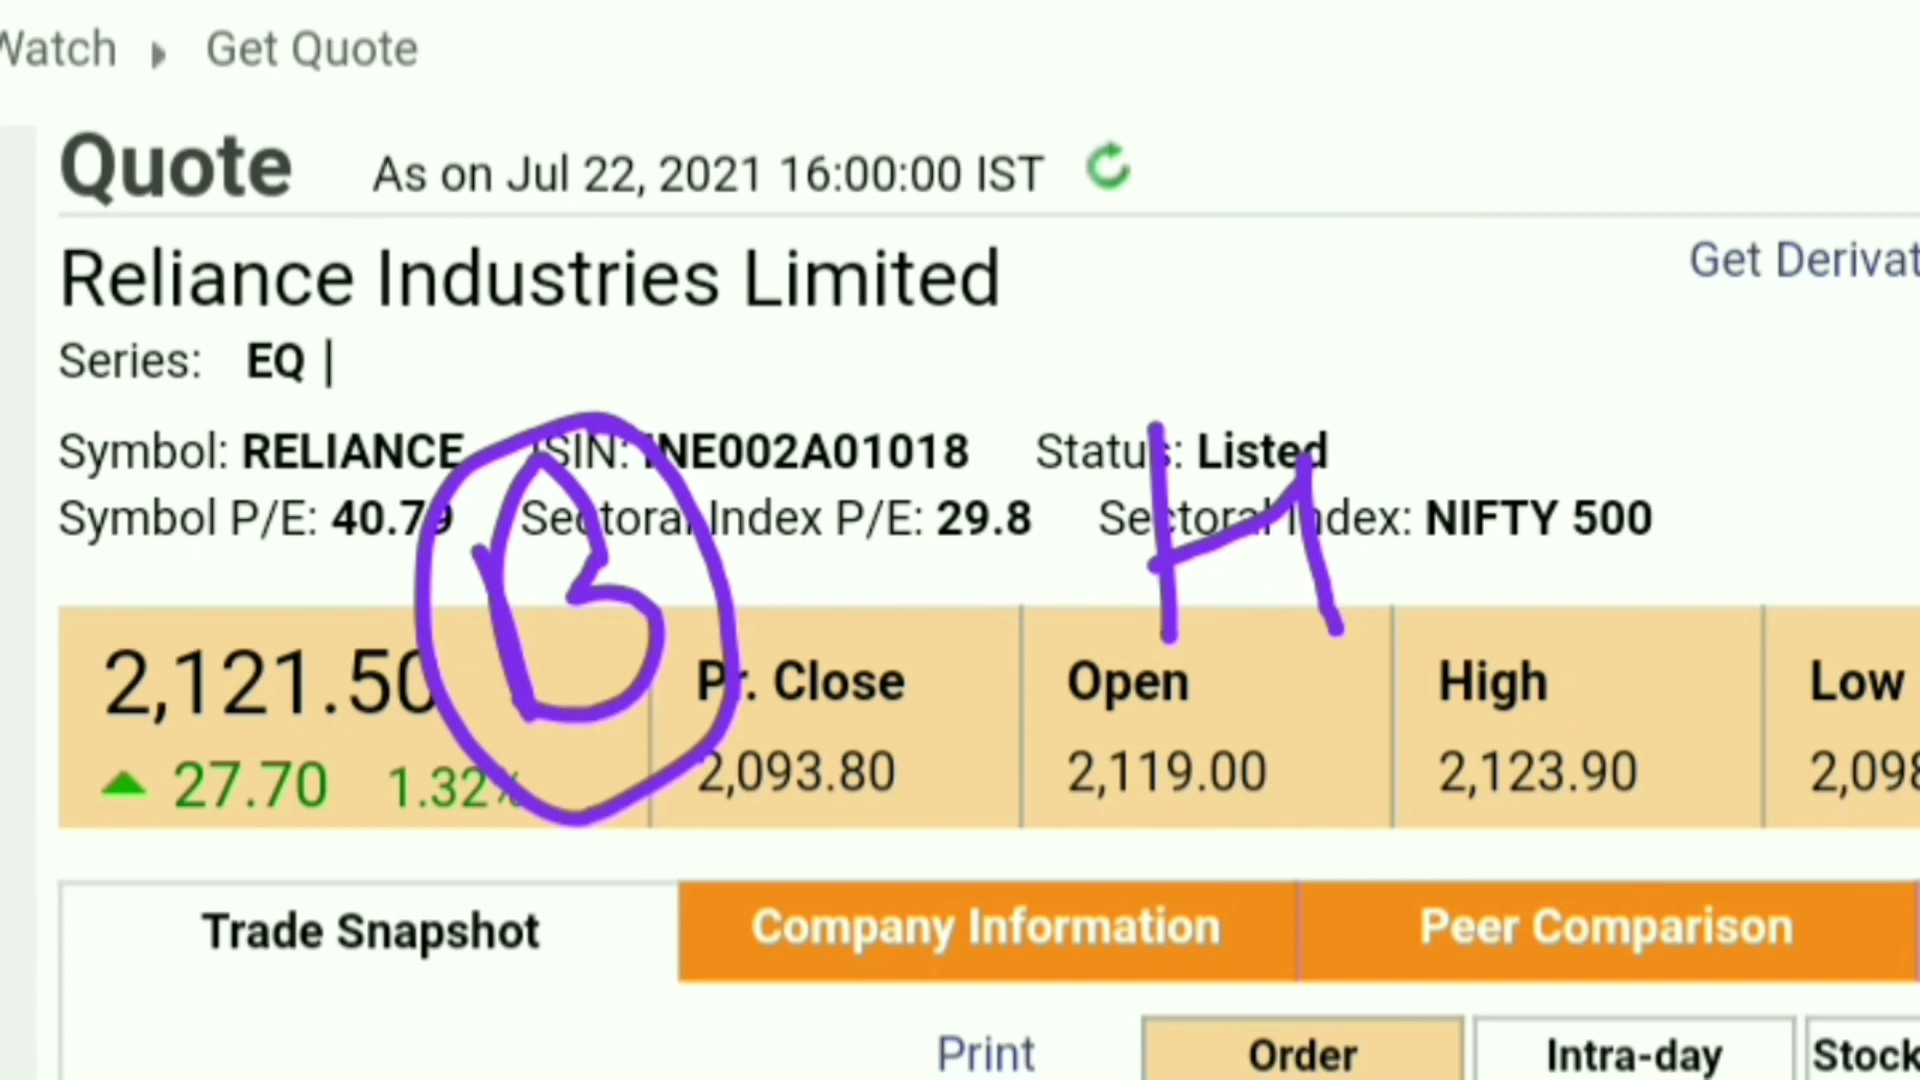 Watch Get Quote
Quote As on Jul 22, 2021 16:00:00 IST
Reliance Industries Limited
Get Derivat
Series: EQ |
Symbol: RELIANCE ISIN: INE002A01018 Status: Listed
Symbol P/E: 40.79 Sectoral Index P/E: 29.8 Sectoral Index: NIFTY 500
B H
2,121.50 Pr. Close Open High Low
27.70 1.32% 2,093.80 2,119.00 2,123.90 2,098
Trade Snapshot Company Information Peer Comparison
Print Order Intra-day Stock